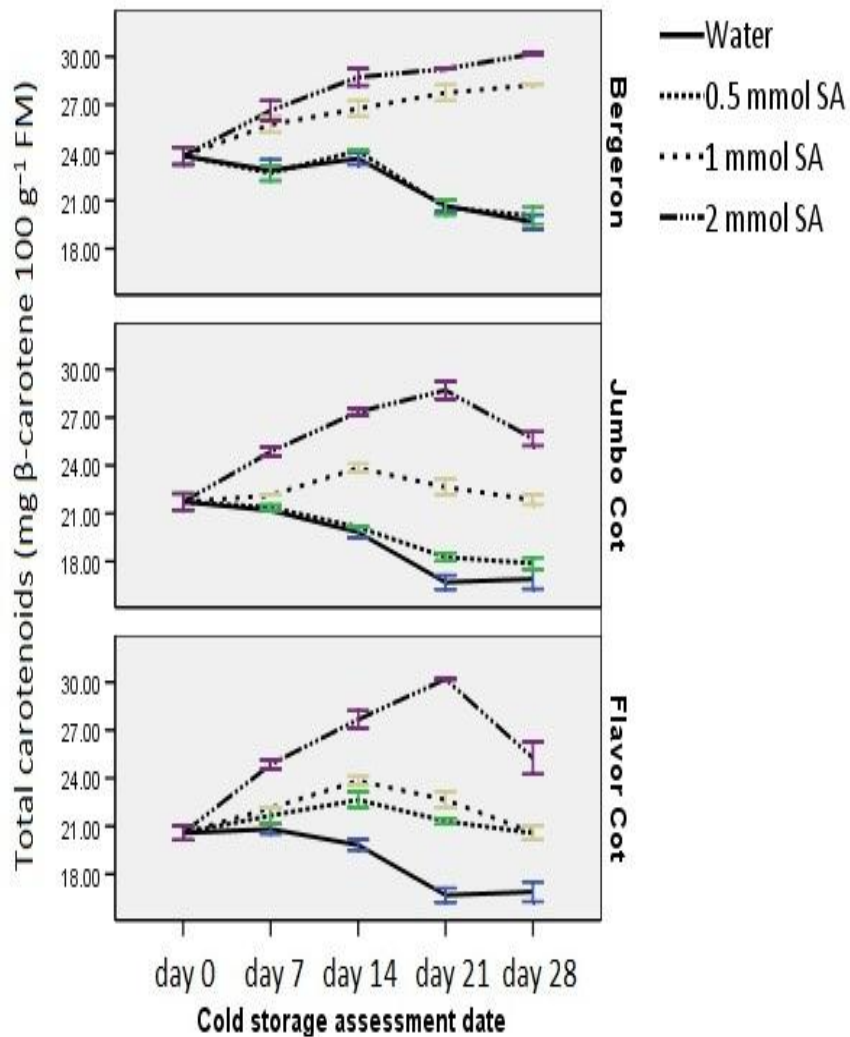 Total carotenoids (mg β-carotene 100 g⁻¹ FM)
30.00
27.00
24.00
21.00
18.00
Bergeron
30.00
27.00
24.00
21.00
18.00
Jumbo Cot
30.00
27.00
24.00
21.00
18.00
Flavor Cot
day 0 day 7 day 14 day 21 day 28
Cold storage assessment date
Water
0.5 mmol SA
1 mmol SA
2 mmol SA